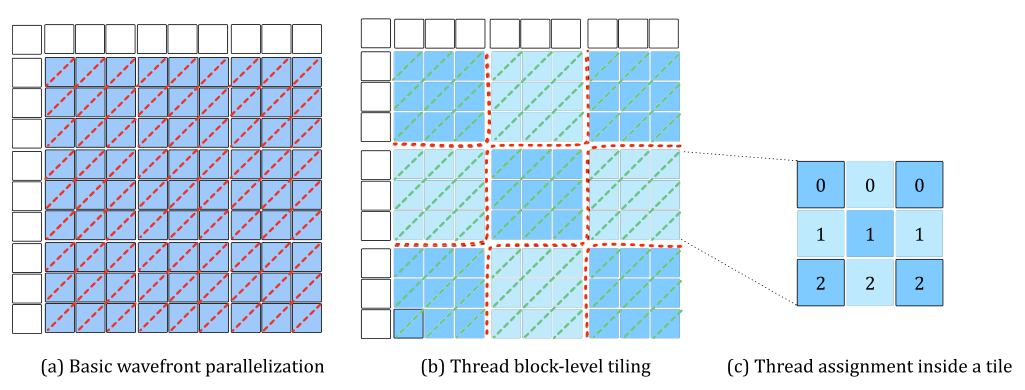 0 0 0
1 1 1
2 2 2
(a) Basic wavefront parallelization
(b) Thread block-level tiling
(c) Thread assignment inside a tile